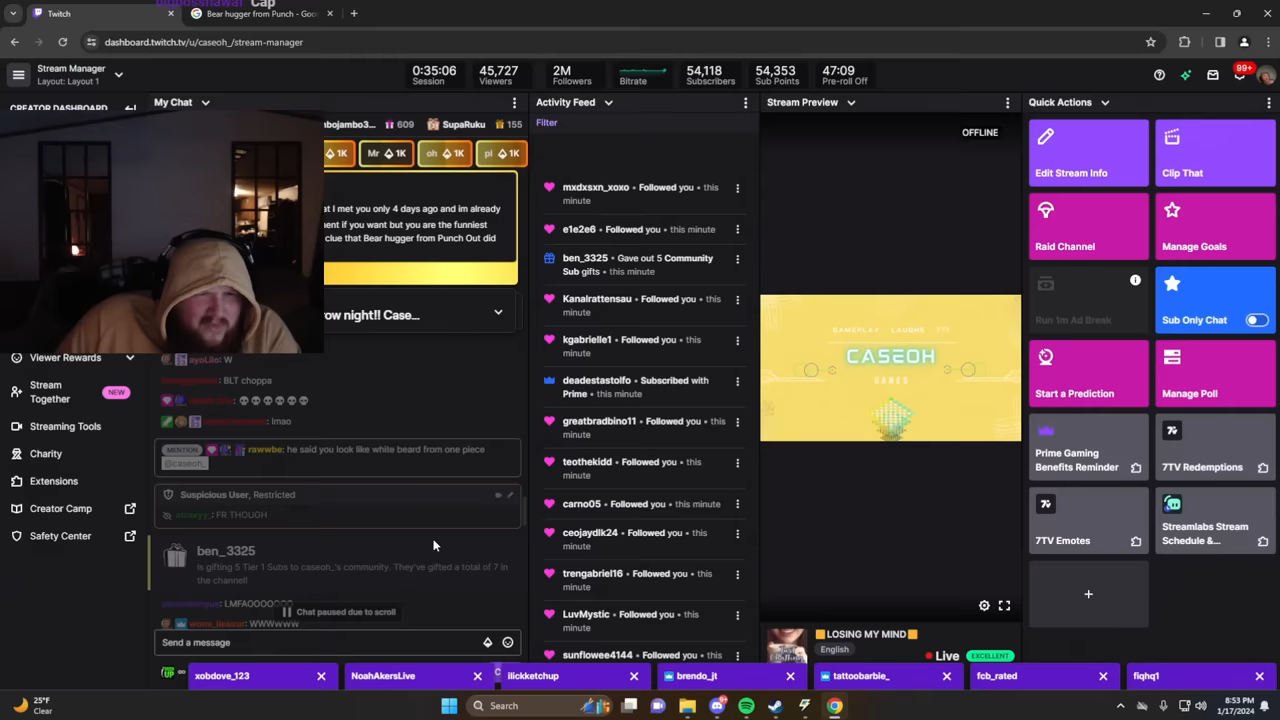 Cap
Twitch
Bear hugger from Punch - Goo
dashboard.twitch.tv/u/caseoh_/stream-manager
Stream Manager
Layout: Layout 1
0:35:06
Session
45,727
Viewers
2M
Followers
Bitrate
54,118
Subscribers
54,353
Sub Points
47:09
Pre-roll Off
99+
CREATOR DASHBOARD
My Chat
Activity Feed
Stream Preview
Quick Actions
609
SupaRuku
155
1K
Mr 1K
oh 1K
pl 1K
t I met you only 4 days ago and im already
ment if you want but you are the funniest
clue that Bear hugger from Punch Out did
row night!! Case...
Viewer Rewards
Stream
Together
NEW
Streaming Tools
Charity
Extensions
Creator Camp
Safety Center
ayoLilo: W
BLT choppa
lmao
MENTION
rawwbe: he said you look like white beard from one piece
@caseoh_
Suspicious User, Restricted
FR THOUGH
ben_3325
is gifting 5 Tier 1 Subs to caseoh_'s community. They've gifted a total of 7 in
the channel!
LMFAOOOOOOO
Chat paused due to scroll
WWWwww
Send a message
Filter
mxdxsxn_xoxo • Followed you • this
minute
e1e2e6 • Followed you • this minute
ben_3325 • Gave out 5 Community
Sub gifts • this minute
Kanalrattensau • Followed you • this
minute
kgabrielle1 • Followed you • this
minute
deadestastolfo • Subscribed with
Prime • this minute
greatbradbino11 • Followed you • this
minute
teothekidd • Followed you • this
minute
carno05 • Followed you • this minute
ceojaydlk24 • Followed you • this
minute
trengabriel16 • Followed you • this
minute
LuvMystic • Followed you • this
minute
sunflowee4144 • Followed you • this
OFFLINE
GAMEPLAY LAUGHS ???
CASEOH
GAMES
LOSING MY MIND
English
Live
EXCELLENT
Edit Stream Info
Clip That
Raid Channel
Manage Goals
Run 1m Ad Break
Sub Only Chat
Start a Prediction
Manage Poll
Prime Gaming
Benefits Reminder
7TV Redemptions
7TV Emotes
Streamlabs Stream
Schedule &...
xobdove_123
NoahAkersLive
ilickketchup
brendo_jt
tattoobarbie_
fcb_rated
fiqhq1
25°F
Clear
Search
8:53 PM
1/17/2024